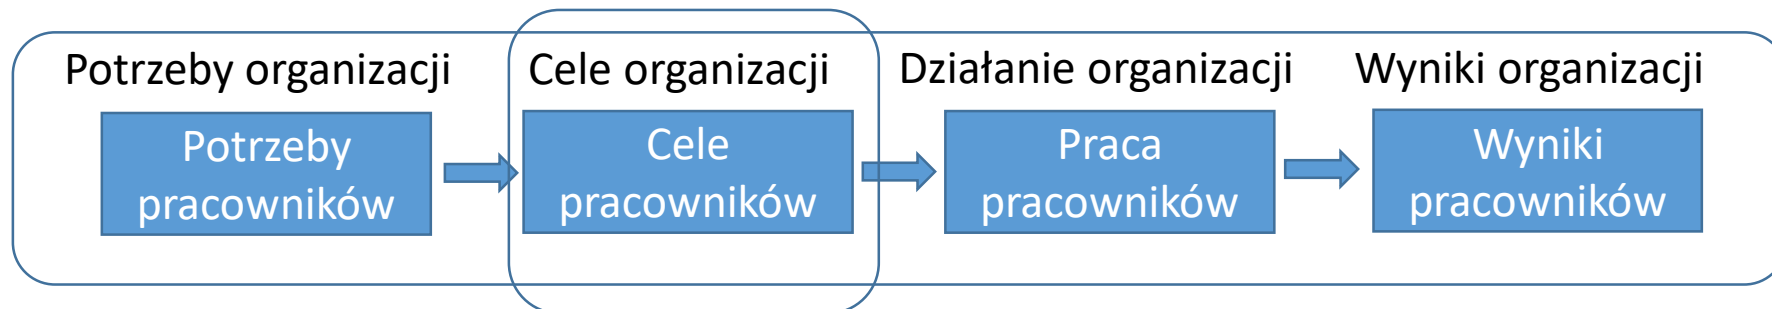 Potrzeby organizacji
Cele organizacji
Działanie organizacji
Wyniki organizacji
Potrzeby
pracowników
Cele
pracowników
Praca
pracowników
Wyniki
pracowników